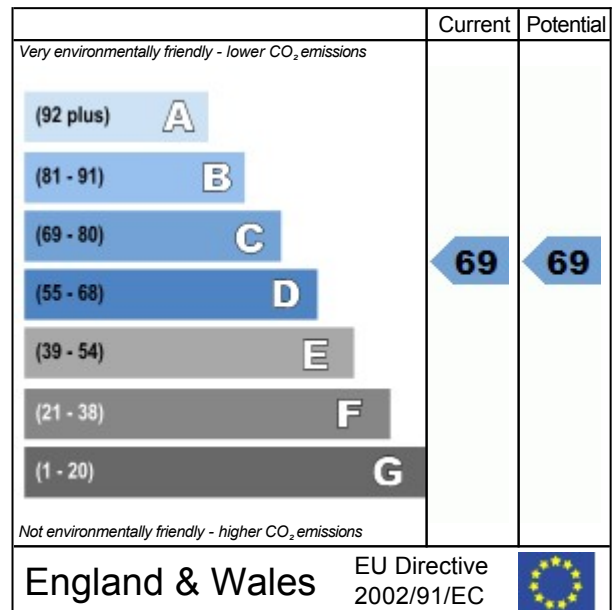 Current Potential
Very environmentally friendly - lower CO₂ emissions
(92 plus) A
(81 - 91) B
(69 - 80) C
69 69
(55 - 68) D
(39 - 54) E
(21 - 38) F
(1 - 20) G
Not environmentally friendly - higher CO₂ emissions
England & Wales
EU Directive
2002/91/EC